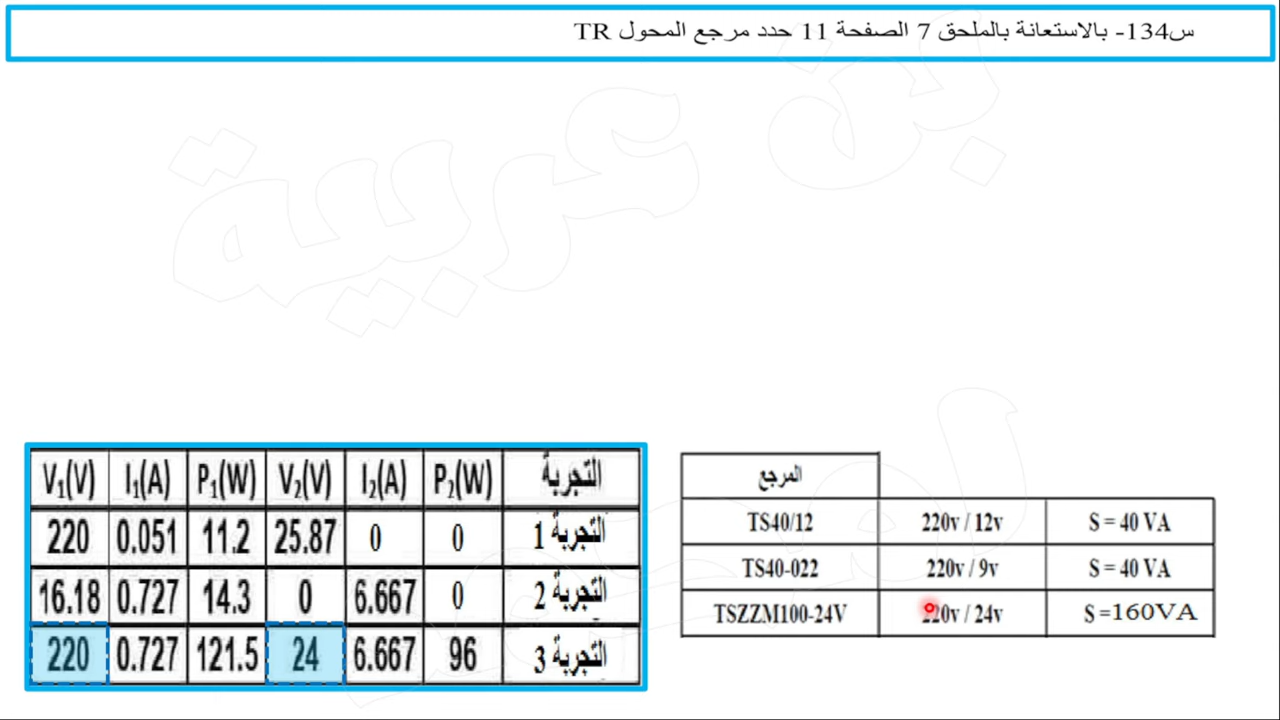 س134- بالاستعانة بالملحق 7 الصفحة 11 حدد مرجع المحول TR
بن عربية
V₁(V) I₁(A) P₁(W) V₂(V) I₂(A) P₂(W) التجربة
220 0.051 11.2 25.87 0 0 التجربة 1
16.18 0.727 14.3 0 6.667 0 التجربة 2
220 0.727 121.5 24 6.667 96 التجربة 3
المرجع
TS40/12 220v / 12v S = 40 VA
TS40-022 220v / 9v S = 40 VA
TSZZM100-24V 220v / 24v S =160VA